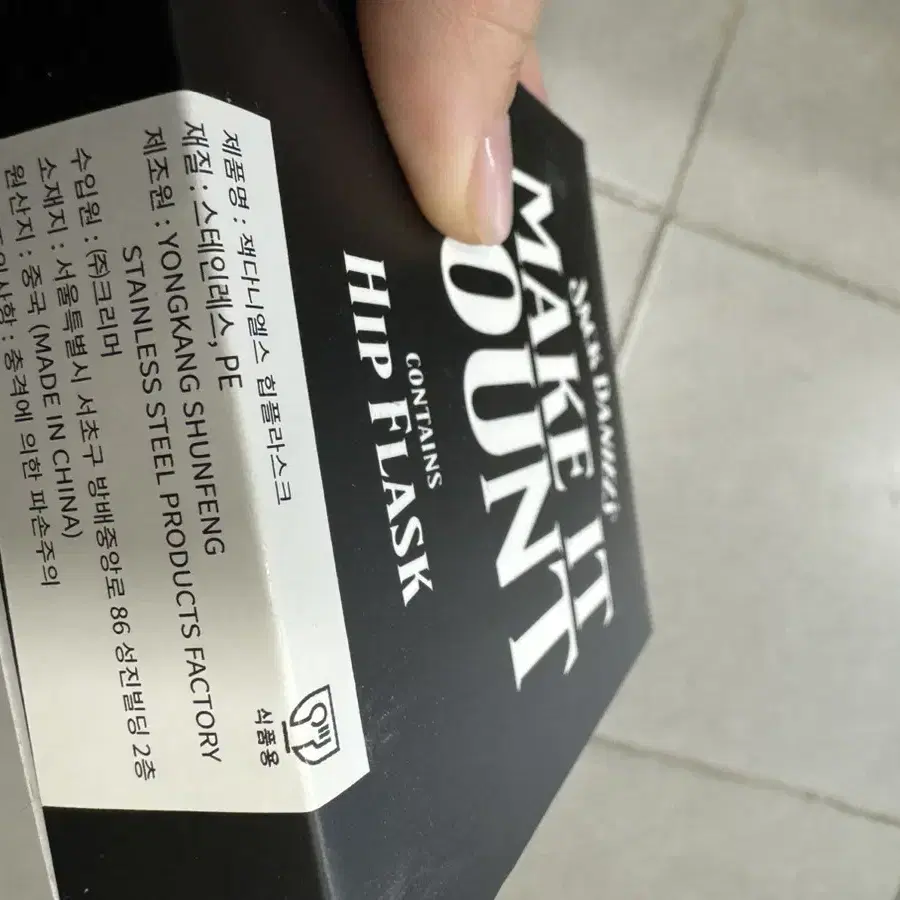 JACK DANIEL'S
MAKE IT
OUNT
CONTAINS
HIP FLASK
제품명 : 잭다니엘스 힙플라스크
재질 : 스테인레스, PE
제조원 : YONGKANG SHUNFENG
STAINLESS STEEL PRODUCTS FACTORY
수입원 : (주)크리머
소재지 : 서울특별시 서초구 방배중앙로 86 성진빌딩 2층
원산지 : 중국 (MADE IN CHINA)
: 충격에 의한 파손주의
식품용